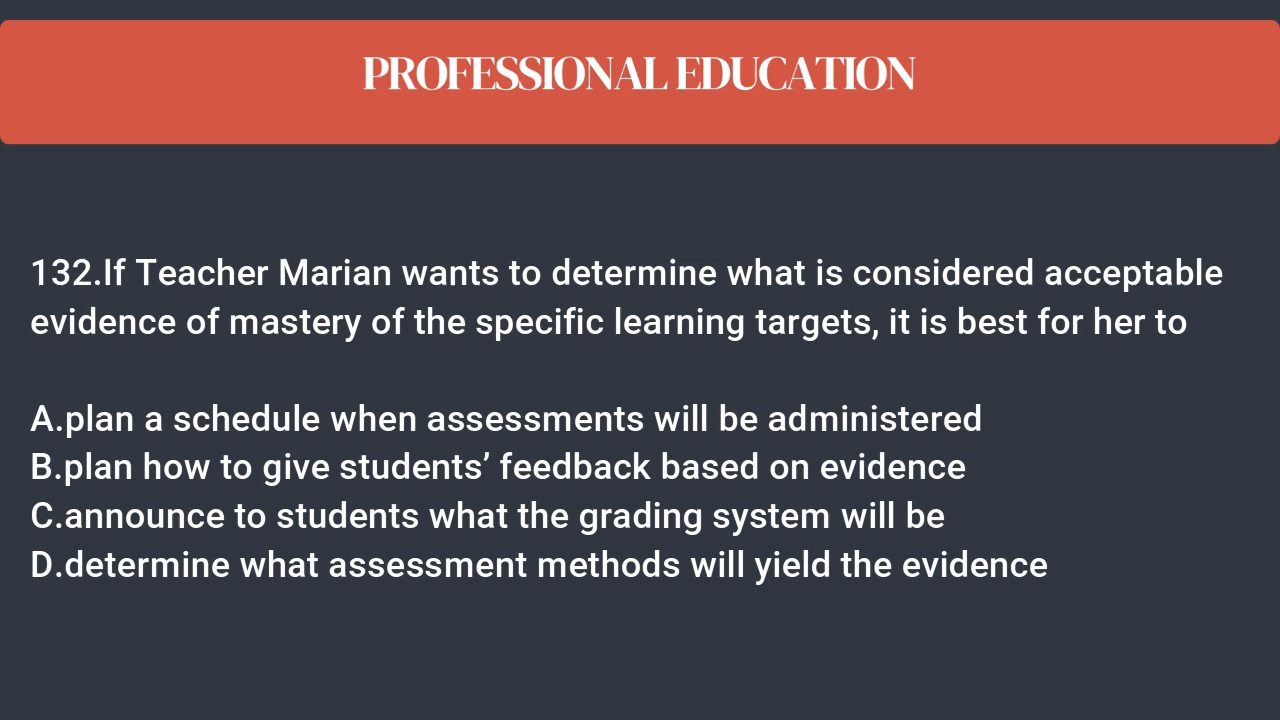 PROFESSIONAL EDUCATION
132.If Teacher Marian wants to determine what is considered acceptable
evidence of mastery of the specific learning targets, it is best for her to
A.plan a schedule when assessments will be administered
B.plan how to give students’ feedback based on evidence
C.announce to students what the grading system will be
D.determine what assessment methods will yield the evidence